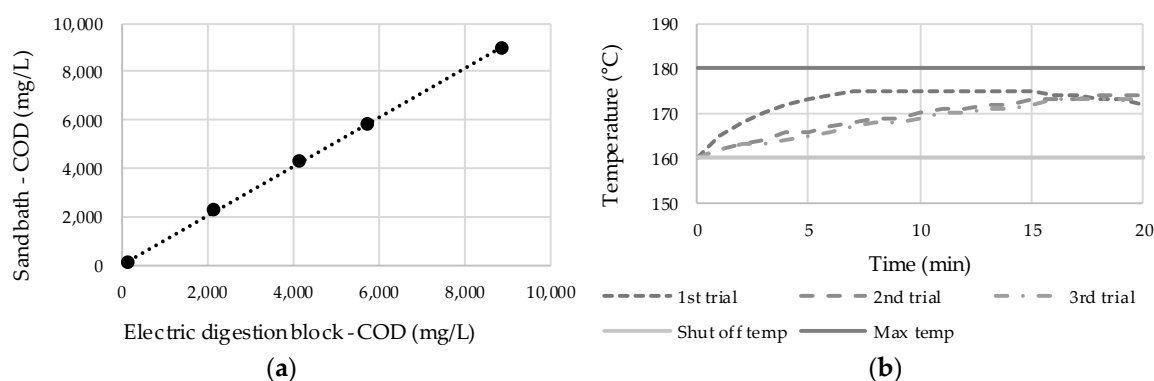 10,000
8,000
6,000
4,000
2,000
0
Sand bath - COD (mg/L)
0 2,000 4,000 6,000 8,000 10,000
Electric digestion block - COD (mg/L)
(a)
190
180
170
160
150
Temperature (°C)
0 5 10 15 20
Time (min)
1st trial 2nd trial 3rd trial
Shut off temp Max temp
(b)